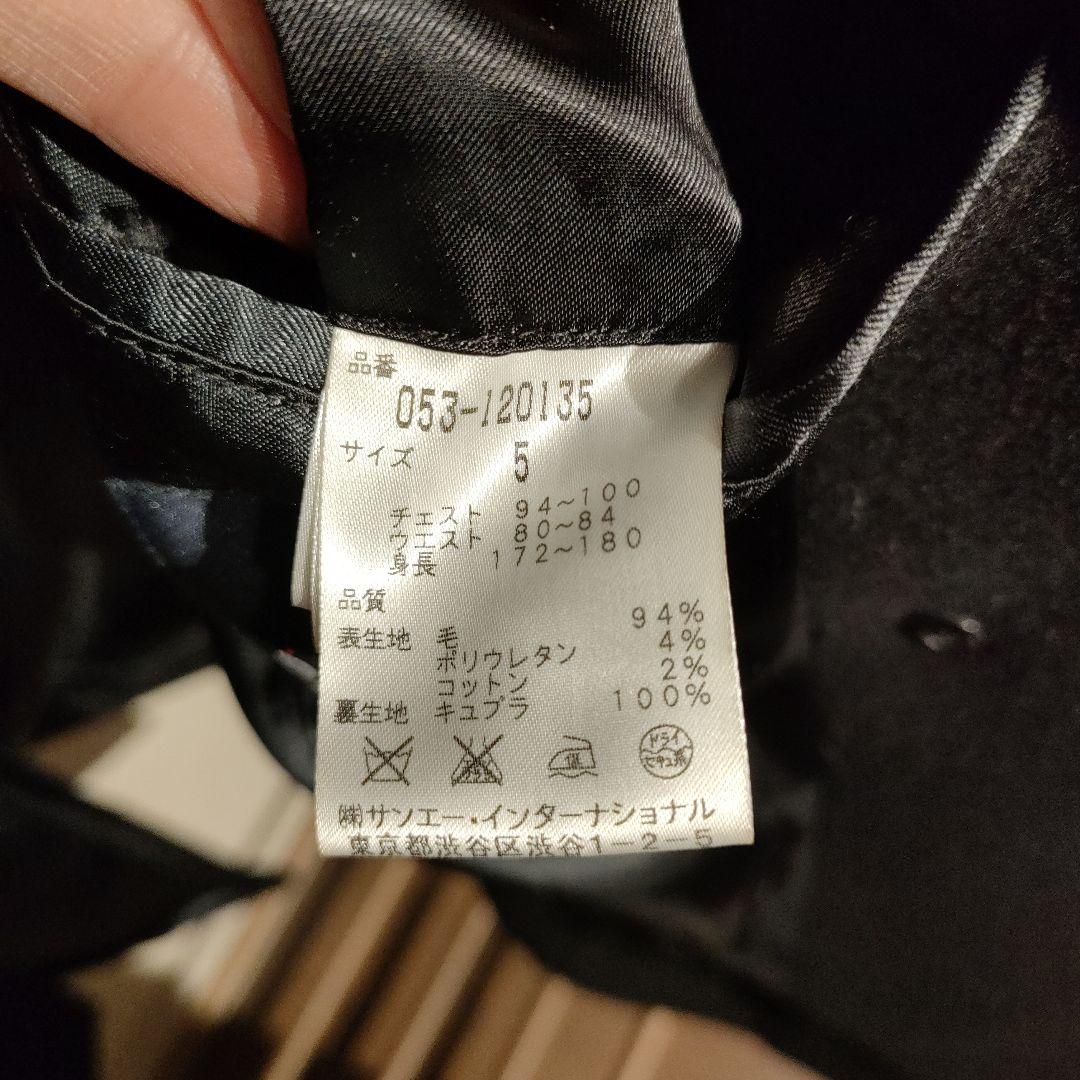 品番
053-120135
サイズ 5
チェスト 94~100
ウエスト 80~84
身長 172~180
品質
表生地 毛 94%
ポリウレタン 4%
コットン 2%
裏生地 キュプラ 100%
ドライ
セキユ系
㈱サンエー・インターナショナル
東京都渋谷区渋谷1-2-5